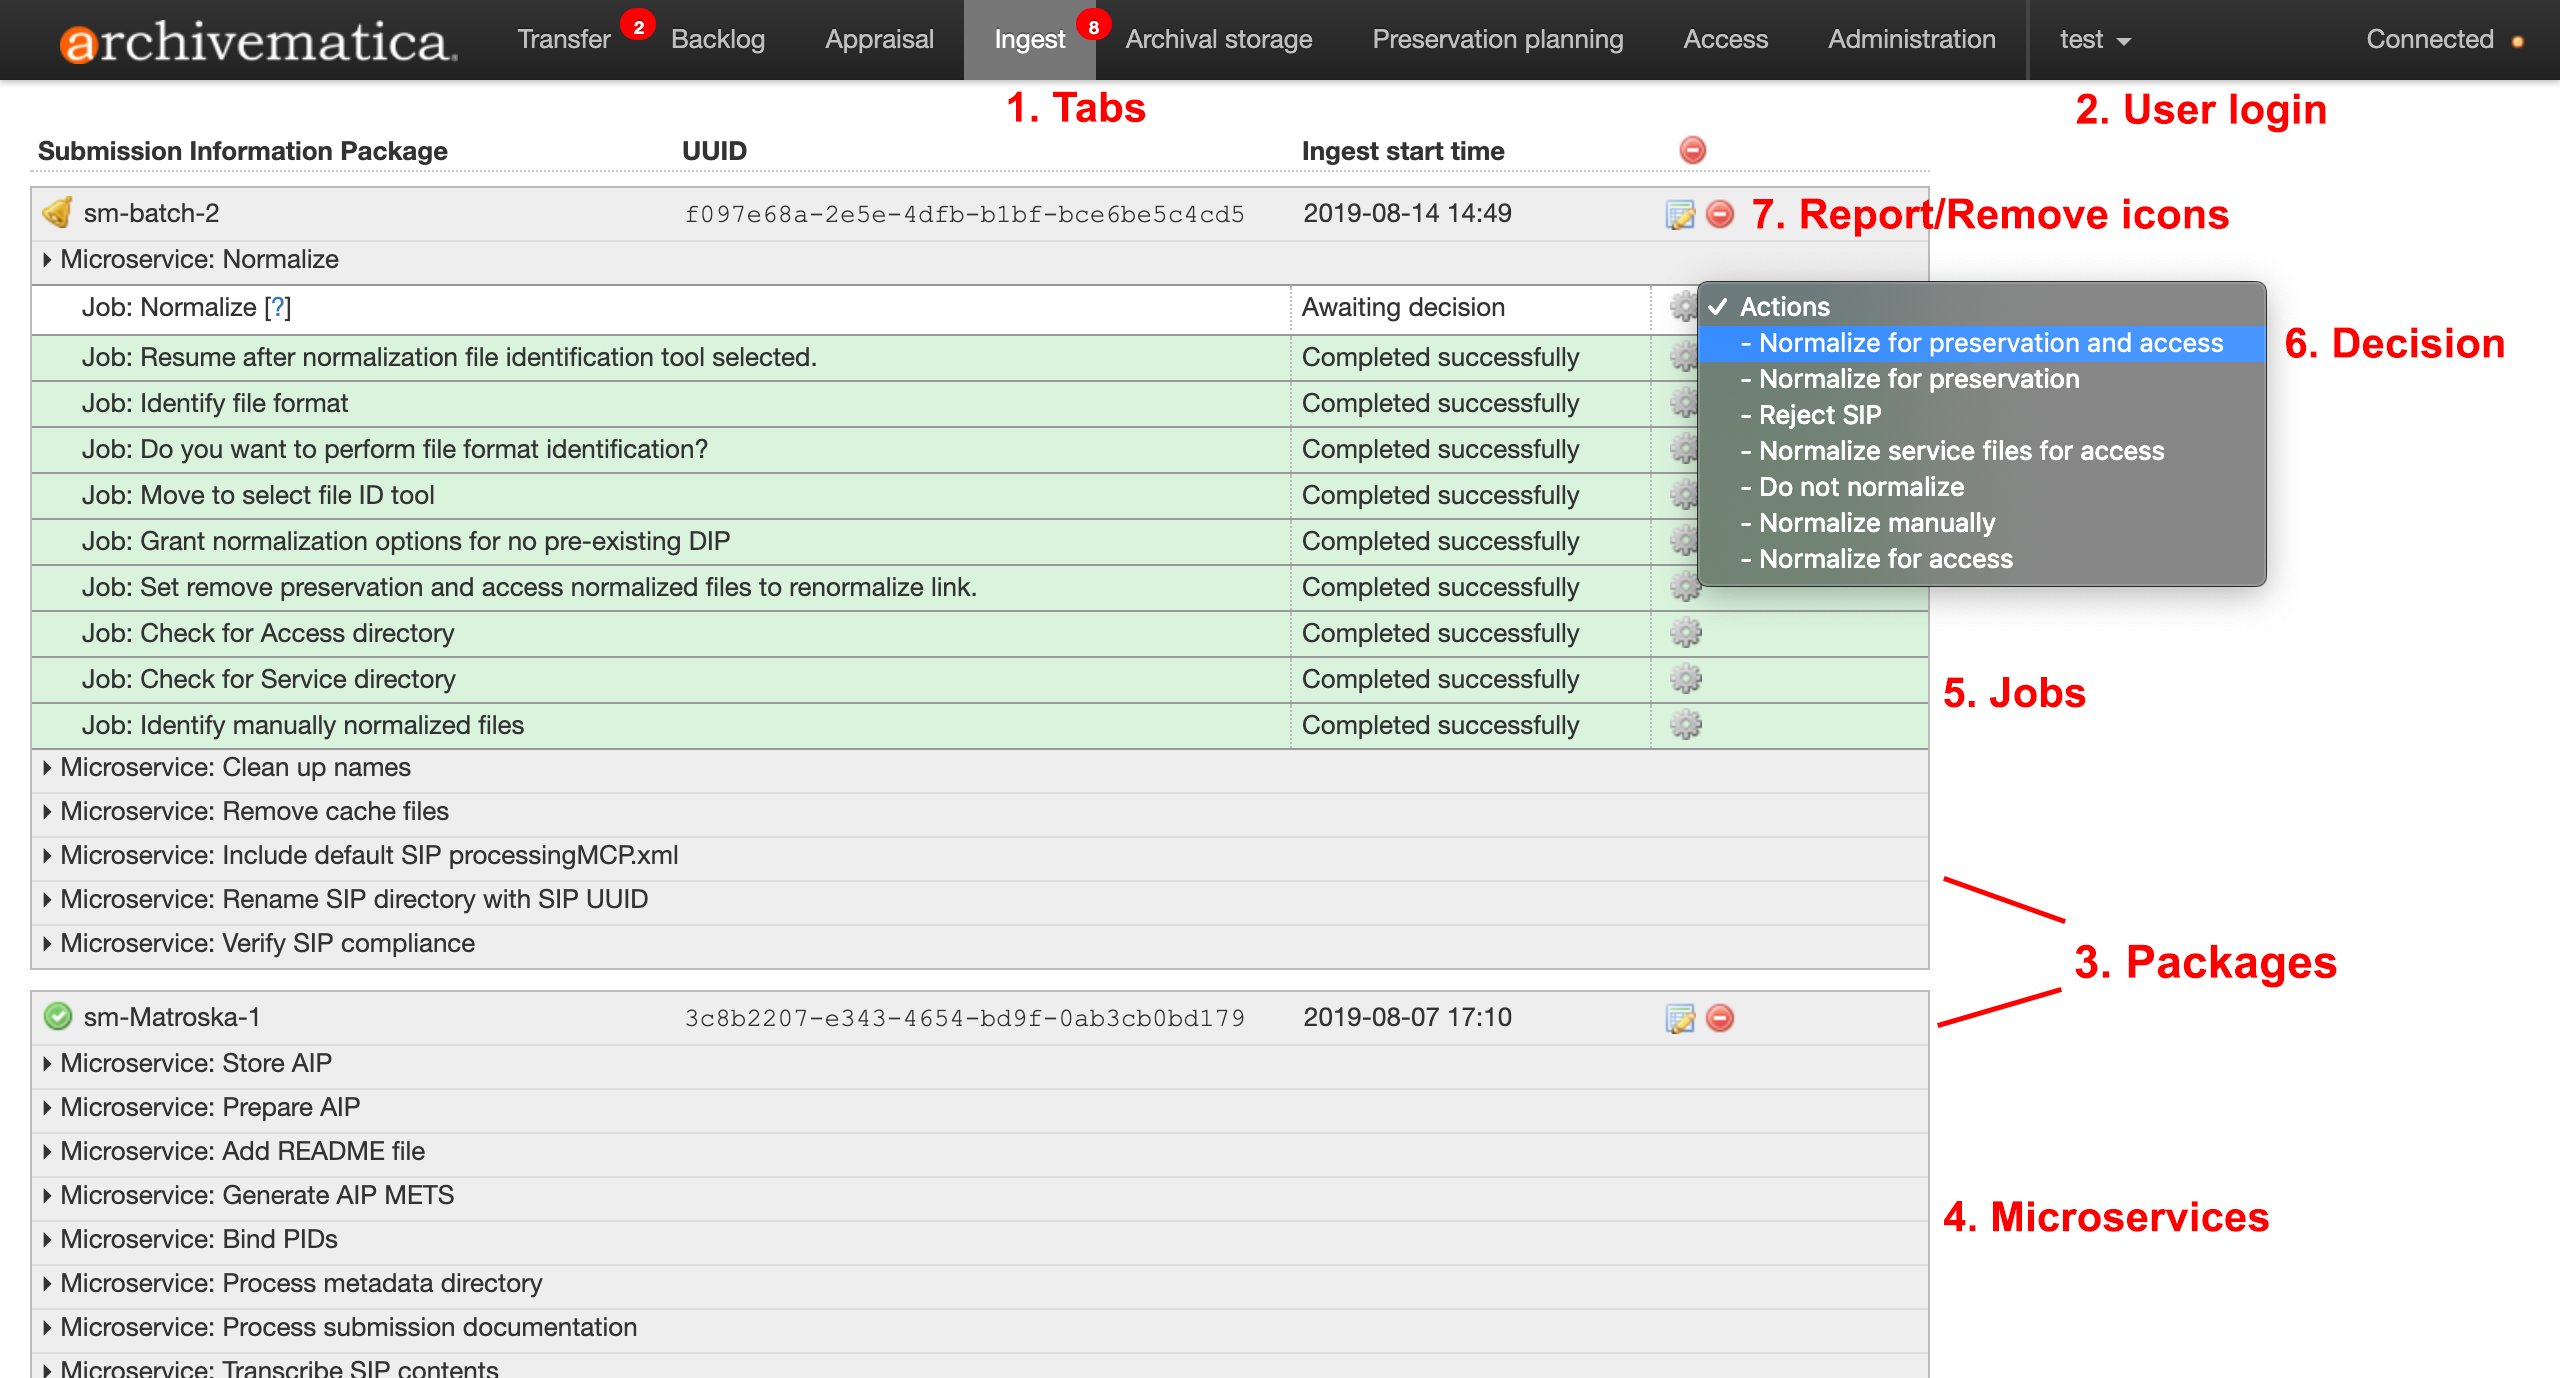 archivematica. Transfer 2 Backlog Appraisal Ingest 8 Archival storage Preservation planning Access Administration test Connected
1. Tabs
2. User login
Submission Information Package UUID Ingest start time
sm-batch-2 f097e68a-2e5e-4dfb-b1bf-bce6be5c4cd5 2019-08-14 14:49 7. Report/Remove icons
Microservice: Normalize
Job: Normalize [?] Awaiting decision Actions
- Normalize for preservation and access 6. Decision
Job: Resume after normalization file identification tool selected. Completed successfully
- Normalize for preservation
Job: Identify file format Completed successfully
- Reject SIP
Job: Do you want to perform file format identification? Completed successfully - Normalize service files for access
Job: Move to select file ID tool Completed successfully - Do not normalize
- Normalize manually
Job: Grant normalization options for no pre-existing DIP Completed successfully
- Normalize for access
Job: Set remove preservation and access normalized files to renormalize link. Completed successfully
Job: Check for Access directory Completed successfully
Job: Check for Service directory Completed successfully
5. Jobs
Job: Identify manually normalized files Completed successfully
Microservice: Clean up names
Microservice: Remove cache files
Microservice: Include default SIP processingMCP.xml
Microservice: Rename SIP directory with SIP UUID
Microservice: Verify SIP compliance
3. Packages
sm-Matroska-1 3c8b2207-e343-4654-bd9f-0ab3cb0bd179 2019-08-07 17:10
Microservice: Store AIP
Microservice: Prepare AIP
Microservice: Add README file
Microservice: Generate AIP METS
4. Microservices
Microservice: Bind PIDs
Microservice: Process metadata directory
Microservice: Process submission documentation
Microservice: Transcribe SIP contents